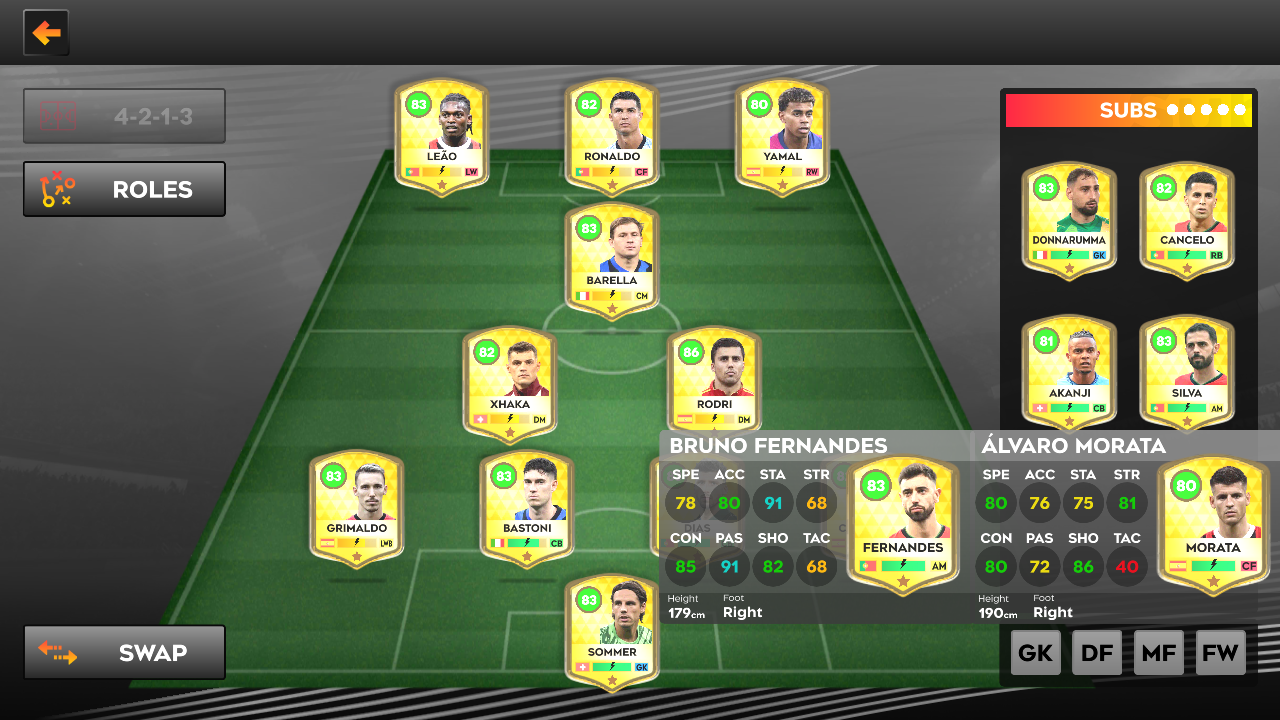 4-2-1-3
ROLES
SWAP
83
LEÃO
LW
82
RONALDO
CF
80
YAMAL
RW
83
BARELLA
CM
82
XHAKA
DM
86
RODRI
DM
83
GRIMALDO
LWB
83
BASTONI
CB
DIAS
83
SOMMER
GK
SUBS
83
DONNARUMMA
GK
82
CANCELO
RB
81
AKANJI
CB
83
SILVA
AM
BRUNO FERNANDES
SPE ACC STA STR
78 80 91 68
CON PAS SHO TAC
85 91 82 68
Height Foot
179cm Right
83
FERNANDES
AM
ÁLVARO MORATA
SPE ACC STA STR
80 76 75 81
CON PAS SHO TAC
80 72 86 40
Height Foot
190cm Right
80
MORATA
CF
GK DF MF FW